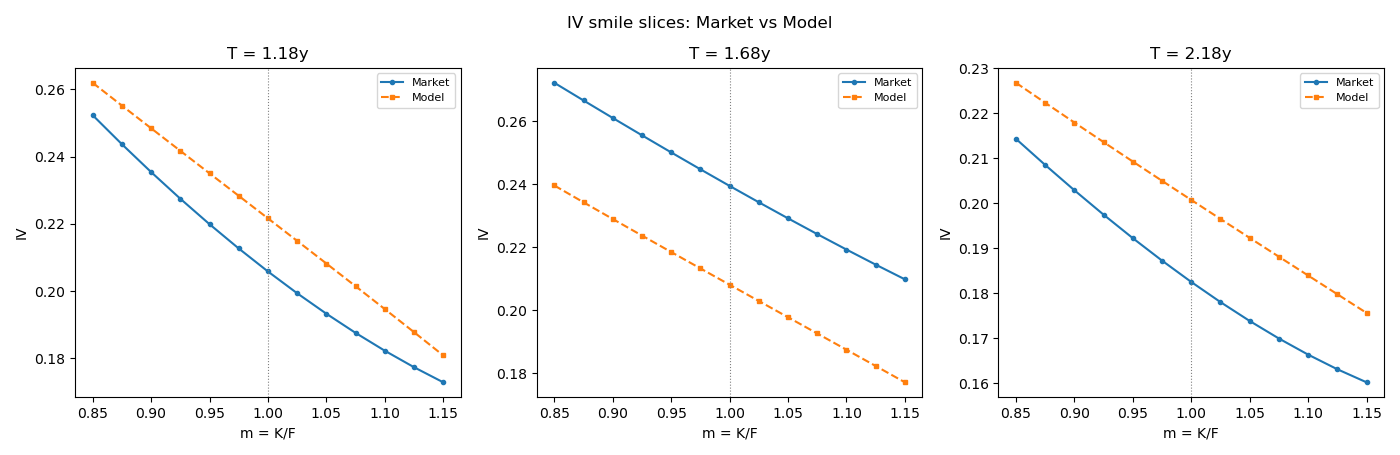 IV smile slices: Market vs Model
T = 1.18y
IV
0.26
0.24
0.22
0.20
0.18
0.85 0.90 0.95 1.00 1.05 1.10 1.15
m = K/F
Market
Model
T = 1.68y
IV
0.26
0.24
0.22
0.20
0.18
0.85 0.90 0.95 1.00 1.05 1.10 1.15
m = K/F
Market
Model
T = 2.18y
IV
0.23
0.22
0.21
0.20
0.19
0.18
0.17
0.16
0.85 0.90 0.95 1.00 1.05 1.10 1.15
m = K/F
Market
Model